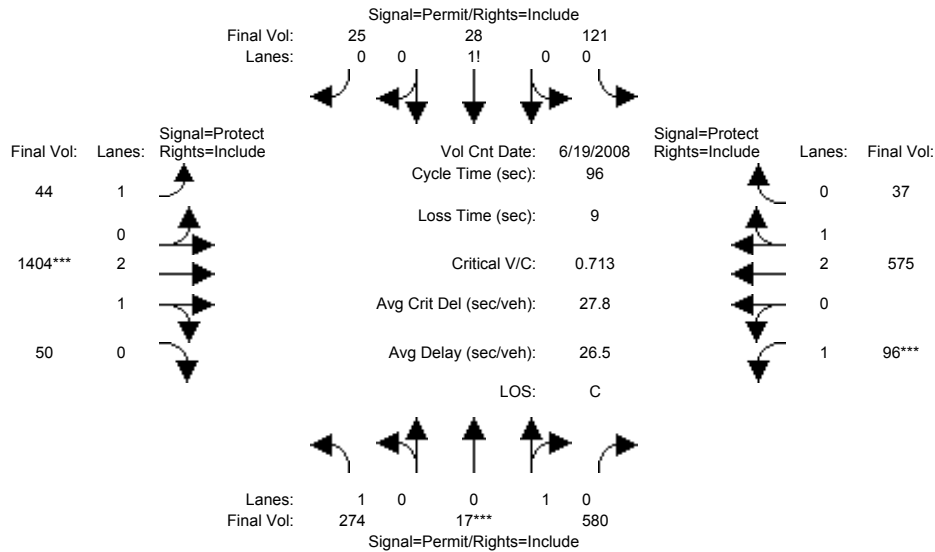 Signal=Permit/Rights=Include
Final Vol: 25 28 121
Lanes: 0 0 1! 0 0
Signal=Protect Signal=Protect
Final Vol: Lanes: Rights=Include Vol Cnt Date: 6/19/2008 Rights=Include Lanes: Final Vol:
Cycle Time (sec): 96
44 1 0 37
Loss Time (sec): 9
0 1
1404*** 2 Critical V/C: 0.713 2 575
1 Avg Crit Del (sec/veh): 27.8 0
50 0 Avg Delay (sec/veh): 26.5 1 96***
LOS: C
Lanes: 1 0 0 1 0
Final Vol: 274 17*** 580
Signal=Permit/Rights=Include